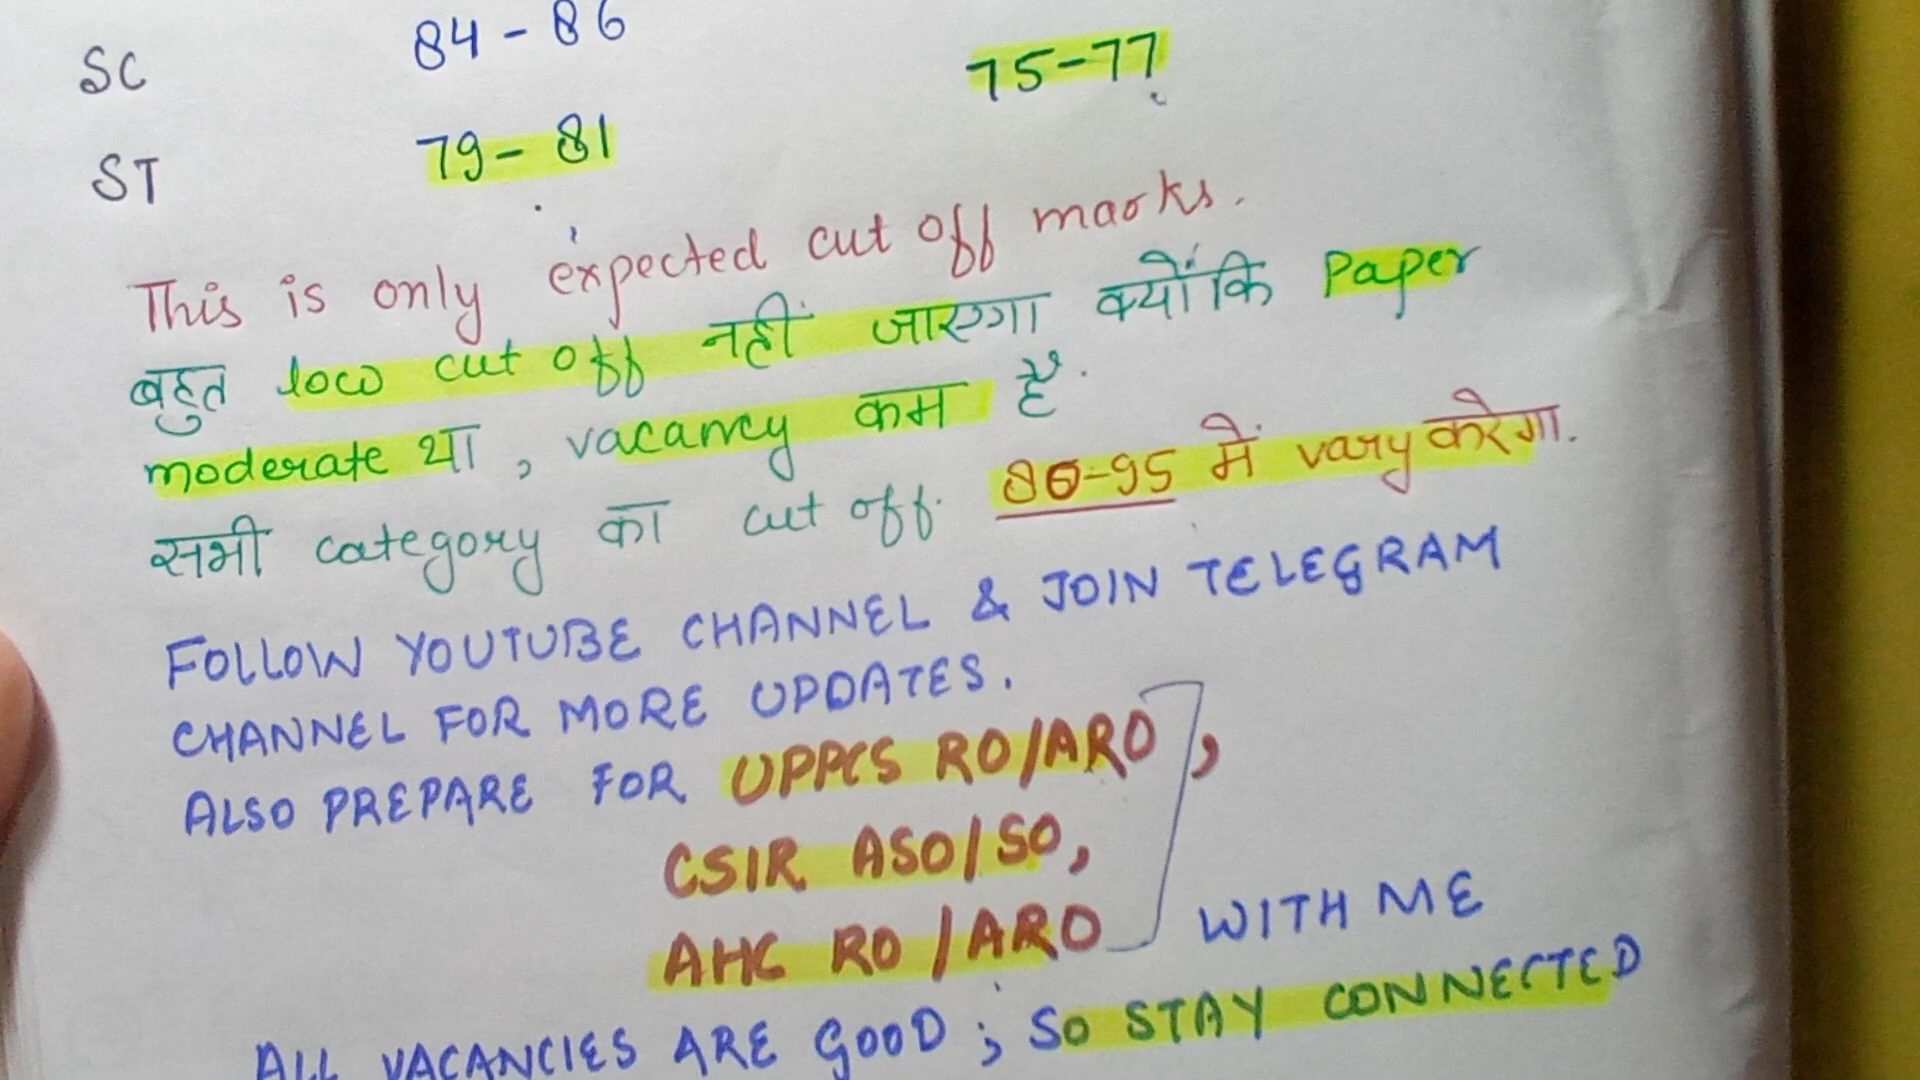 SC 84-86
75-77
ST 79-81
This is only expected cut off marks.
बहुत low cut off नहीं जाएगा क्योंकि Paper
moderate था, vacancy कम है.
सभी category का cut off. 80-95 में vary करेगा.
FOLLOW YOUTUBE CHANNEL & JOIN TELEGRAM
CHANNEL FOR MORE UPDATES.
ALSO PREPARE FOR UPPCS RO/ARO,
CSIR ASO/SO,
AHC RO/ARO WITH ME
ALL VACANCIES ARE GOOD; SO STAY CONNECTED